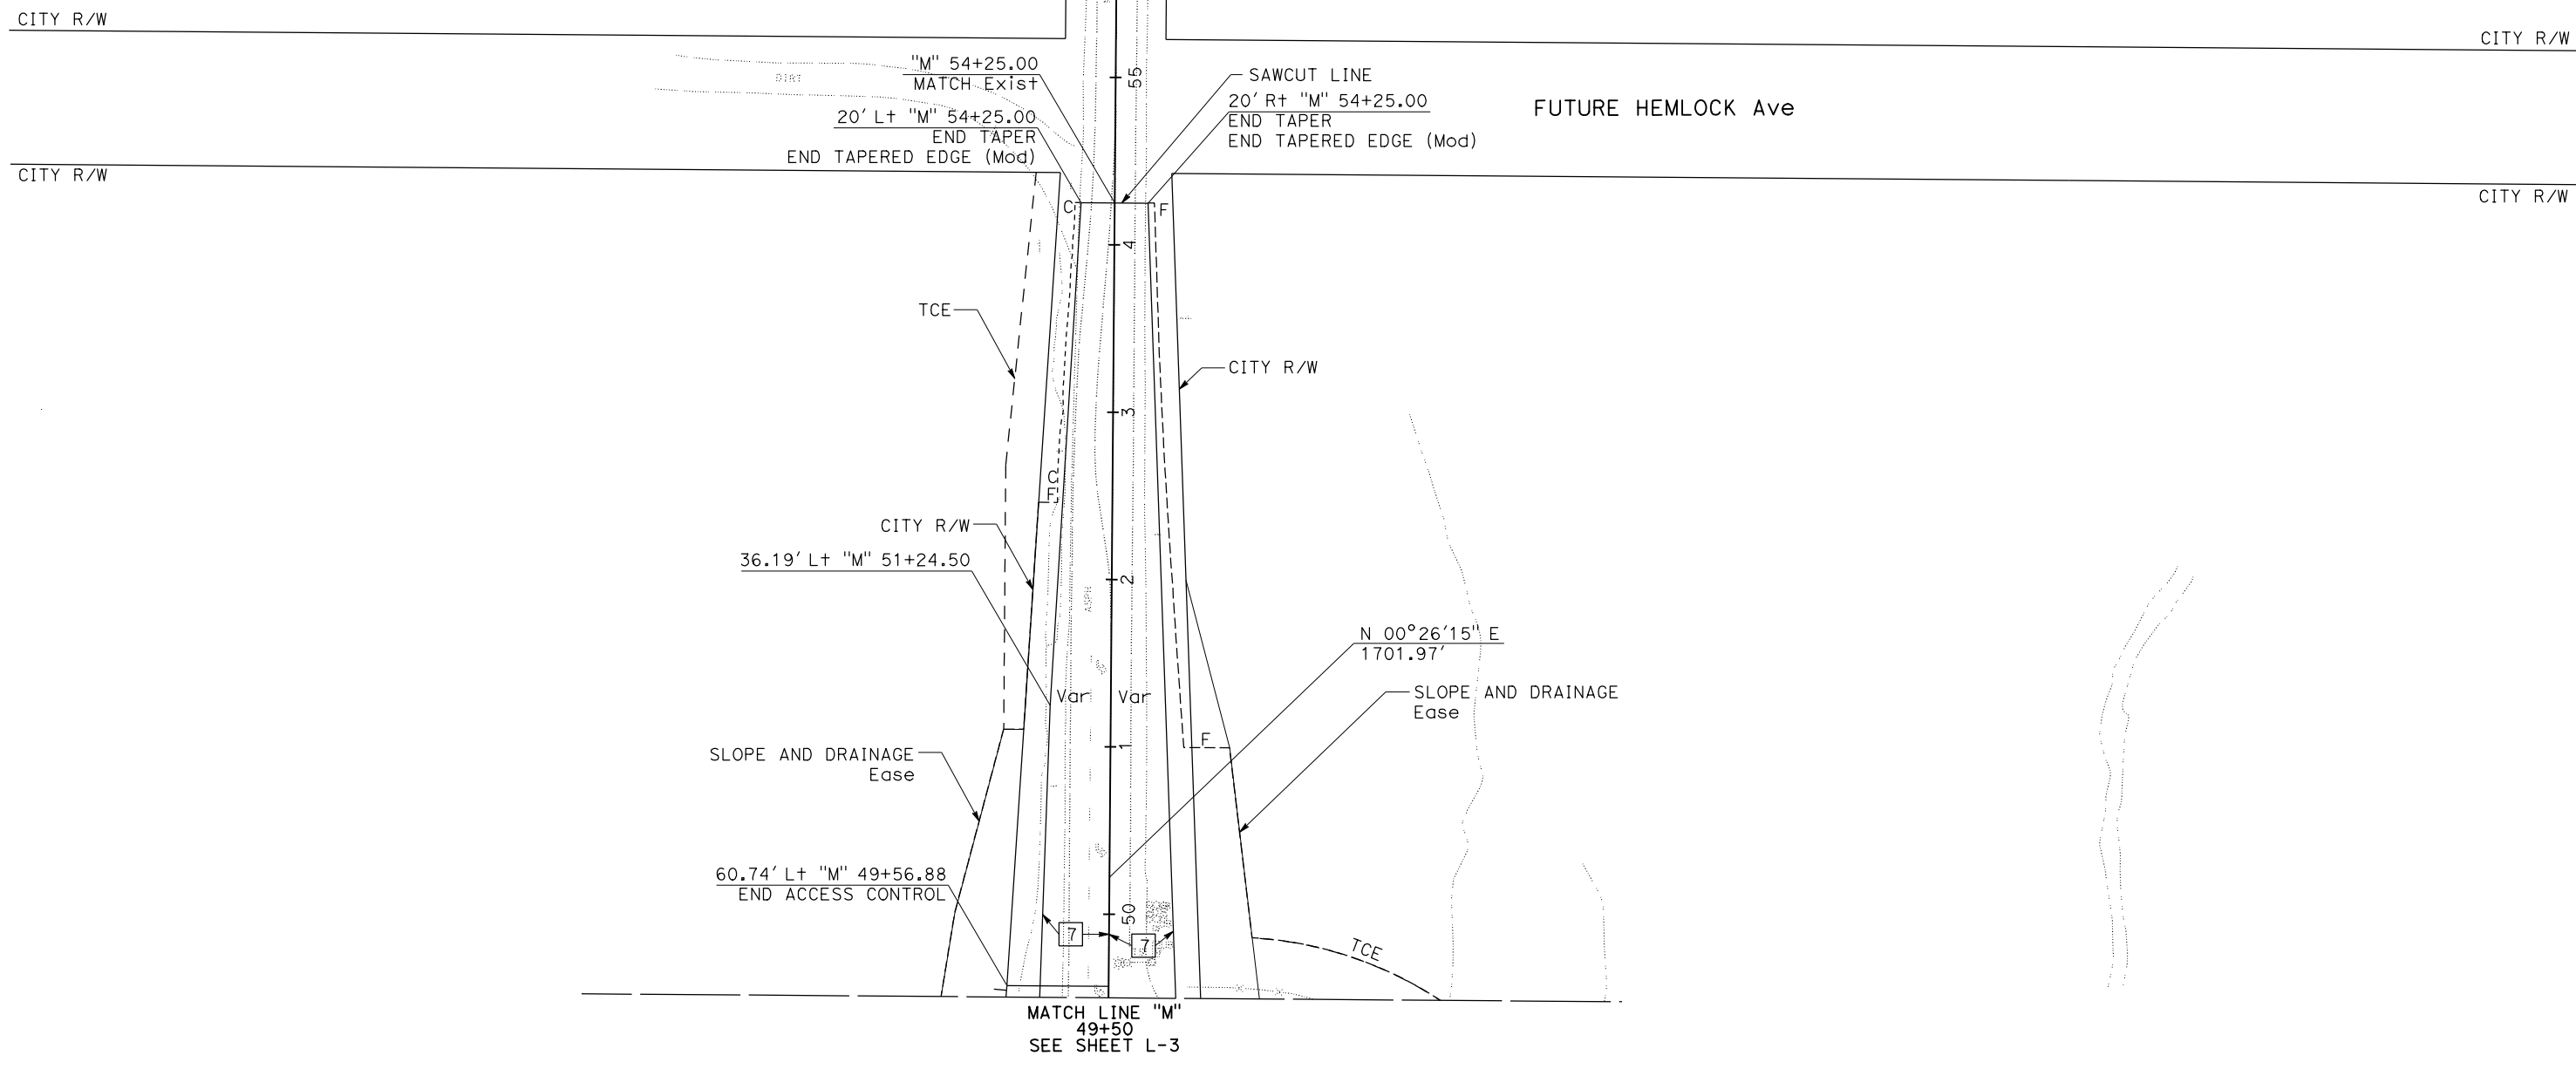 CITY R/W
CITY R/W
"M" 54+25.00
MATCH Exist
DIRT
55
SAWCUT LINE
20' Rt "M" 54+25.00
END TAPER
END TAPERED EDGE (Mod)
FUTURE HEMLOCK Ave
20' Lt "M" 54+25.00
END TAPER
END TAPERED EDGE (Mod)
CITY R/W
CITY R/W
C
F
4
TCE
CITY R/W
3
C
F
CITY R/W
36.19' Lt "M" 51+24.50
2
ASPH
N 00°26'15" E
1701.97'
Var
Var
SLOPE AND DRAINAGE
Ease
F
1
SLOPE AND DRAINAGE
Ease
60.74' Lt "M" 49+56.88
END ACCESS CONTROL
50
7
7
TCE
MATCH LINE "M"
49+50
SEE SHEET L-3